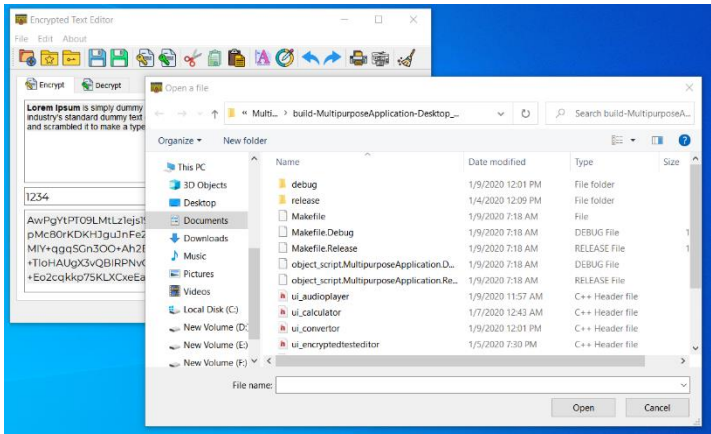 Encrypted Text Editor
File Edit About
Encrypt Decrypt
Lorem Ipsum is simply dummy
industry's standard dummy text
and scrambled it to make a type
1234
Open a file
« Multi... › build-MultipurposeApplication-Desktop_...
Search build-MultipurposeA...
Organize New folder
This PC
3D Objects
Desktop
Documents
Downloads
Music
Pictures
Videos
Local Disk (C:)
New Volume (D:
New Volume (E:)
New Volume (F:)
Name Date modified Type Size
debug 1/9/2020 12:01 PM File folder
release 1/4/2020 12:09 PM File folder
Makefile 1/9/2020 7:18 AM File
Makefile.Debug 1/9/2020 7:18 AM DEBUG File 1
Makefile.Release 1/9/2020 7:18 AM RELEASE File 1
object_script.MultipurposeApplication.D... 1/9/2020 7:18 AM DEBUG File
object_script.MultipurposeApplication.Re... 1/9/2020 7:18 AM RELEASE File
ui_audioplayer 1/9/2020 11:57 AM C++ Header file
ui_calculator 1/7/2020 12:43 AM C++ Header file
ui_convertor 1/9/2020 12:01 PM C++ Header file
ui_encryptedtesteditor 1/5/2020 7:30 PM C++ Header file
File name:
Open Cancel